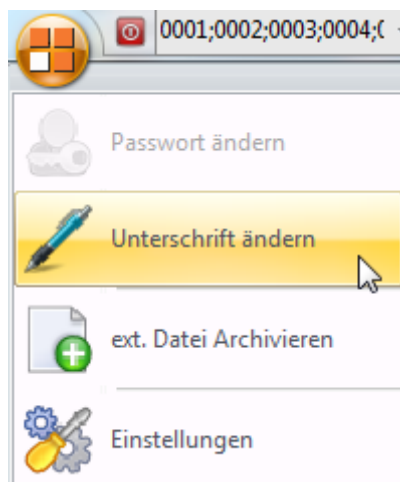 0001;0002;0003;0004;(
Passwort ändern
Unterschrift ändern
ext. Datei Archivieren
Einstellungen